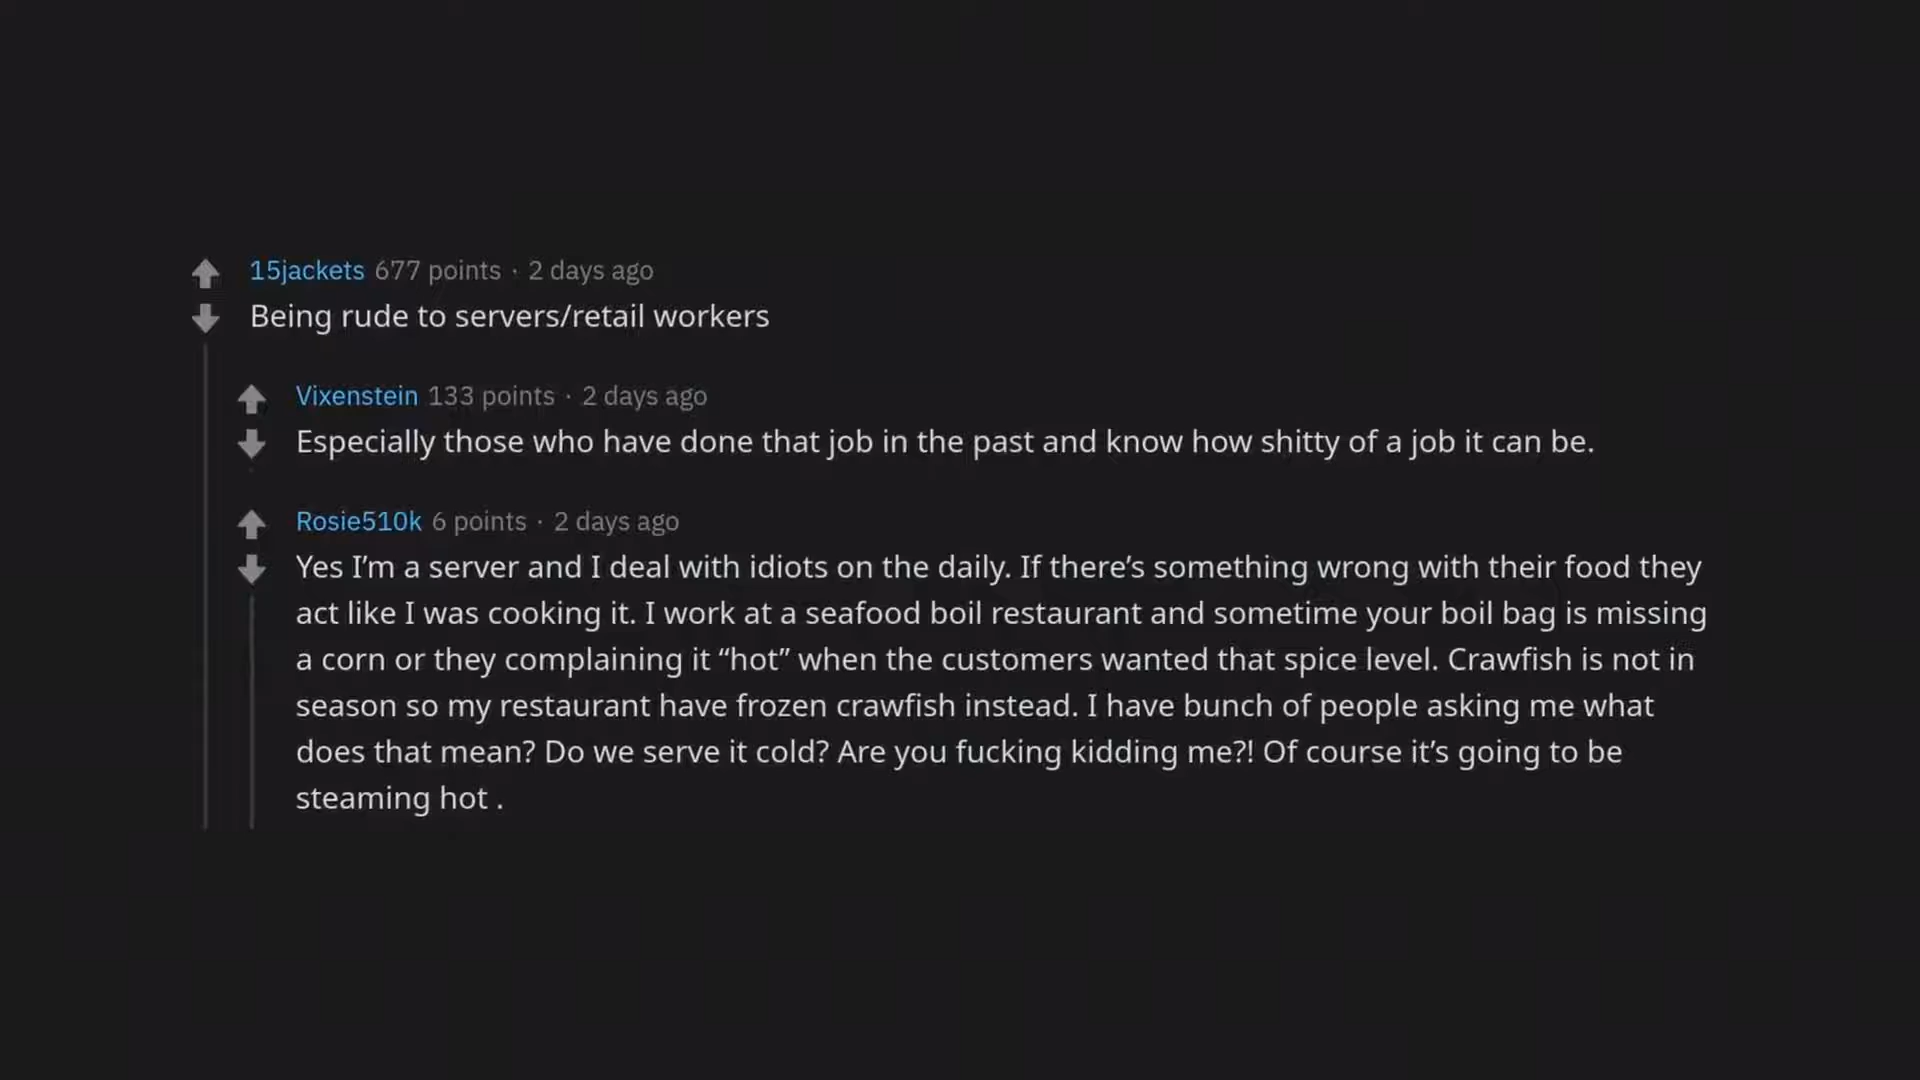 15jackets 677 points · 2 days ago
Being rude to servers/retail workers
Vixenstein 133 points · 2 days ago
Especially those who have done that job in the past and know how shitty of a job it can be.
Rosie510k 6 points · 2 days ago
Yes I’m a server and I deal with idiots on the daily. If there’s something wrong with their food they
act like I was cooking it. I work at a seafood boil restaurant and sometime your boil bag is missing
a corn or they complaining it “hot” when the customers wanted that spice level. Crawfish is not in
season so my restaurant have frozen crawfish instead. I have bunch of people asking me what
does that mean? Do we serve it cold? Are you fucking kidding me?! Of course it’s going to be
steaming hot .